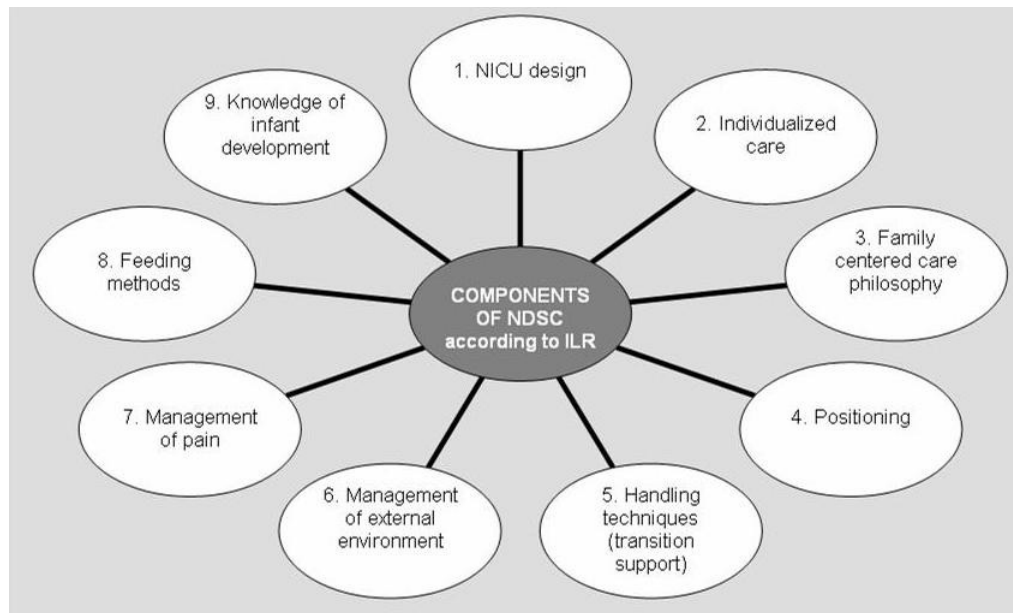 1. NICU design
2. Individualized
care
3. Family
centered care
philosophy
4. Positioning
5. Handling
techniques
(transition
support)
6. Management
of external
environment
7. Management
of pain
8. Feeding
methods
9. Knowledge of
infant
development
COMPONENTS
OF NDSC
according to ILR